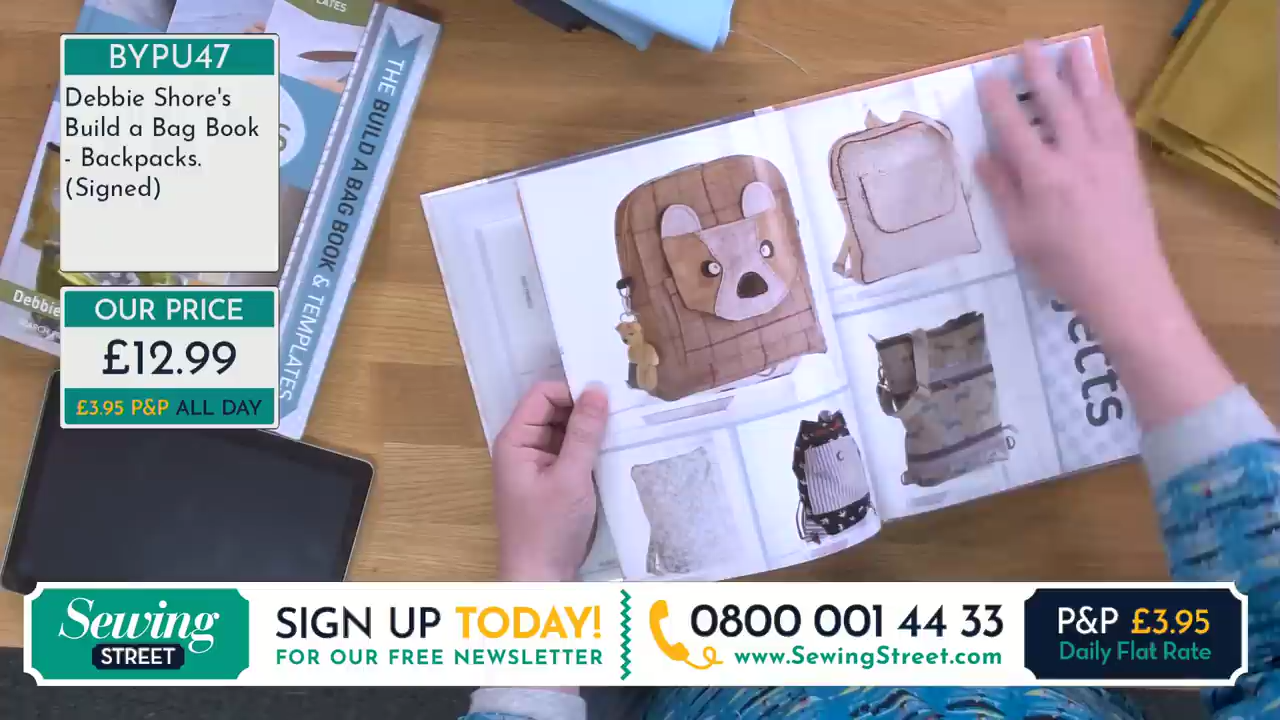 BYPU47
Debbie Shore's
Build a Bag Book
- Backpacks.
(Signed)
OUR PRICE
£12.99
£3.95 P&P ALL DAY
LATES
THE BUILD A BAG BOOK & TEMPLATES
Debbie
Sewing
STREET
SIGN UP TODAY!
FOR OUR FREE NEWSLETTER
0800 001 44 33
www.SewingStreet.com
P&P £3.95
Daily Flat Rate